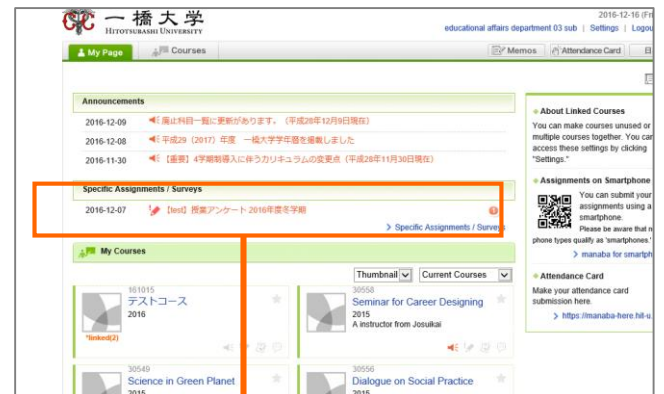 2016-12-16 (Fri
一橋大学
HITOTSUBASHI UNIVERSITY
educational affairs department 03 sub | Settings | Logou
My Page
Courses
Memos
Attendance Card
Announcements
2016-12-09 廃止科目一覧に更新があります。（平成28年12月9日現在）
2016-12-08 平成29（2017）年度 一橋大学学年暦を掲載しました
2016-11-30 【重要】4学期制導入に伴うカリキュラムの変更点（平成28年11月30日現在）
Specific Assignments / Surveys
2016-12-07 【test】授業アンケート 2016年度冬学期
Specific Assignments / Surveys
My Courses
Thumbnail
Current Courses
161015
テストコース
2016
*linked(2)
30558
Seminar for Career Designing
2015
A instructor from Josuikai
30549
Science in Green Planet
2015
30556
Dialogue on Social Practice
2015
About Linked Courses
You can make courses unused or
multiple courses together. You can
access these settings by clicking
"Settings."
Assignments on Smartphone
You can submit your
assignments using a
smartphone.
Please be aware that n
phone types qualify as 'smartphones.'
manaba for smartph
Attendance Card
Make your attendance card
submission here.
https://manaba-here.hit-u.